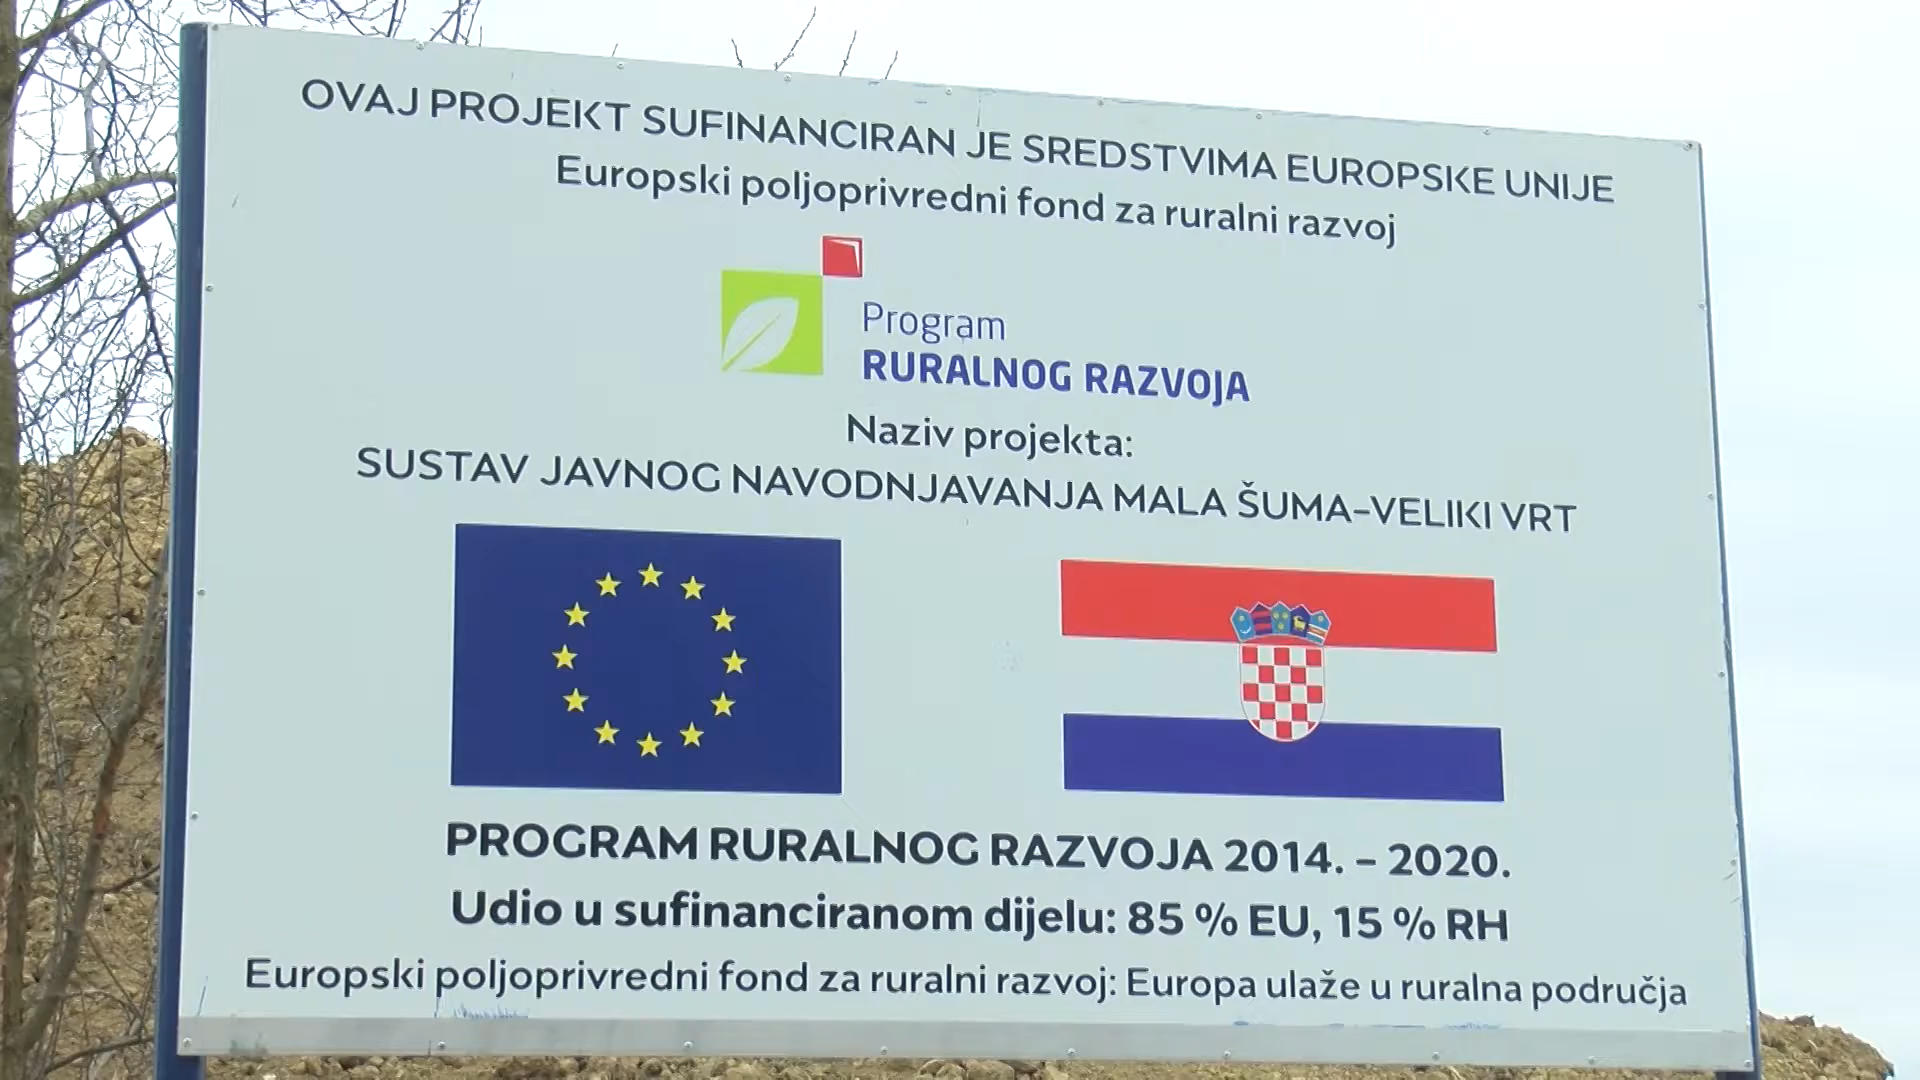 OVAJ PROJEKT SUFINANCIRAN JE SREDSTVIMA EUROPSKE UNIJE
Europski poljoprivredni fond za ruralni razvoj
Program
RURALNOG RAZVOJA
Naziv projekta:
SUSTAV JAVNOG NAVODNJAVANJA MALA ŠUMA-VELIKI VRT
PROGRAM RURALNOG RAZVOJA 2014. - 2020.
Udio u sufinanciranom dijelu: 85 % EU, 15 % RH
Europski poljoprivredni fond za ruralni razvoj: Europa ulaže u ruralna područja